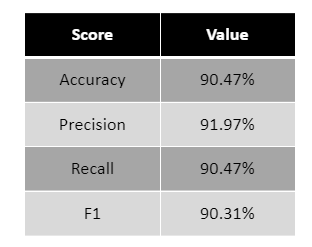 Score Value
Accuracy 90.47%
Precision 91.97%
Recall 90.47%
F1 90.31%